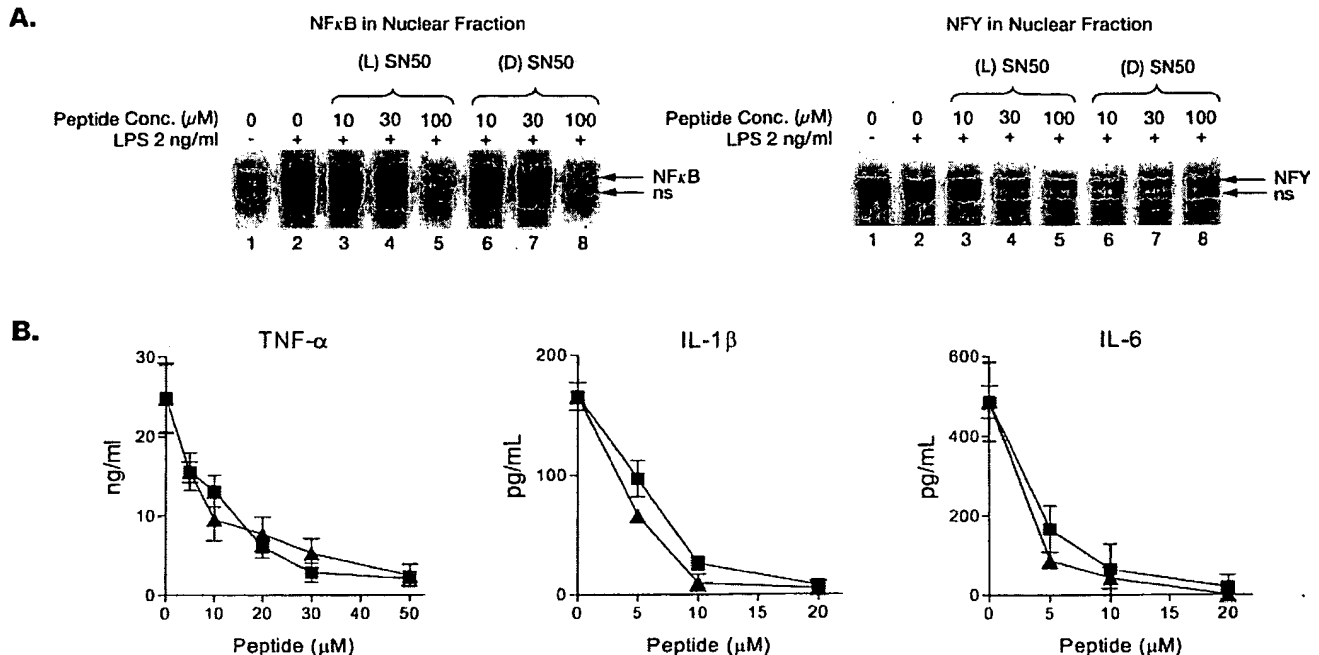 A.
NFκB in Nuclear Fraction
(L) SN50 (D) SN50
Peptide Conc. (μM) 0 0 10 30 100 10 30 100
LPS 2 ng/ml - + + + + + + +
NFκB
ns
1 2 3 4 5 6 7 8
NFY in Nuclear Fraction
(L) SN50 (D) SN50
Peptide Conc. (μM) 0 0 10 30 100 10 30 100
LPS 2 ng/ml - + + + + + + +
NFY
ns
1 2 3 4 5 6 7 8
B.
TNF-α
30
20
10
0
ng/ml
0 10 20 30 40 50
Peptide (μM)
IL-1β
200
100
0
pg/mL
0 5 10 15 20
Peptide (μM)
IL-6
600
400
200
0
pg/mL
0 5 10 15 20
Peptide (μM)